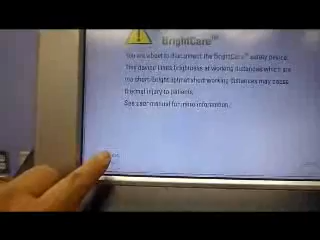 BrightCare™
You are about to disconnect the BrightCare™ safety device.
This device limits brightness at working distances which are
too short. Bright light at short working distances may cause
thermal injury to patients.
See user manual for more information.